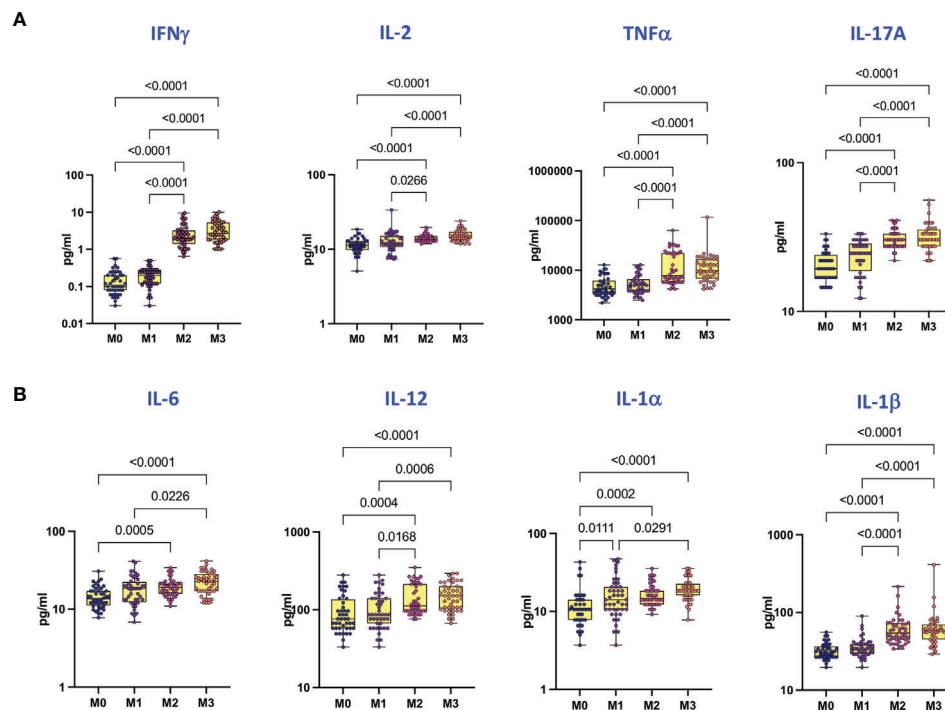 A
IFNγ
IL-2
TNFα
IL-17A
<0.0001
<0.0001
<0.0001
<0.0001
100
10
1
0.1
0.01
pg/ml
M0 M1 M2 M3
<0.0001
<0.0001
<0.0001
0.0266
100
10
1
pg/ml
M0 M1 M2 M3
<0.0001
<0.0001
<0.0001
<0.0001
1000000
100000
10000
1000
pg/ml
M0 M1 M2 M3
<0.0001
<0.0001
<0.0001
<0.0001
100
10
pg/ml
M0 M1 M2 M3
B
IL-6
IL-12
IL-1α
IL-1β
<0.0001
0.0226
0.0005
100
10
1
pg/ml
M0 M1 M2 M3
<0.0001
0.0006
0.0004
0.0168
1000
100
10
pg/ml
M0 M1 M2 M3
<0.0001
0.0002
0.0111 0.0291
100
10
1
pg/ml
M0 M1 M2 M3
<0.0001
<0.0001
<0.0001
<0.0001
1000
100
10
pg/ml
M0 M1 M2 M3